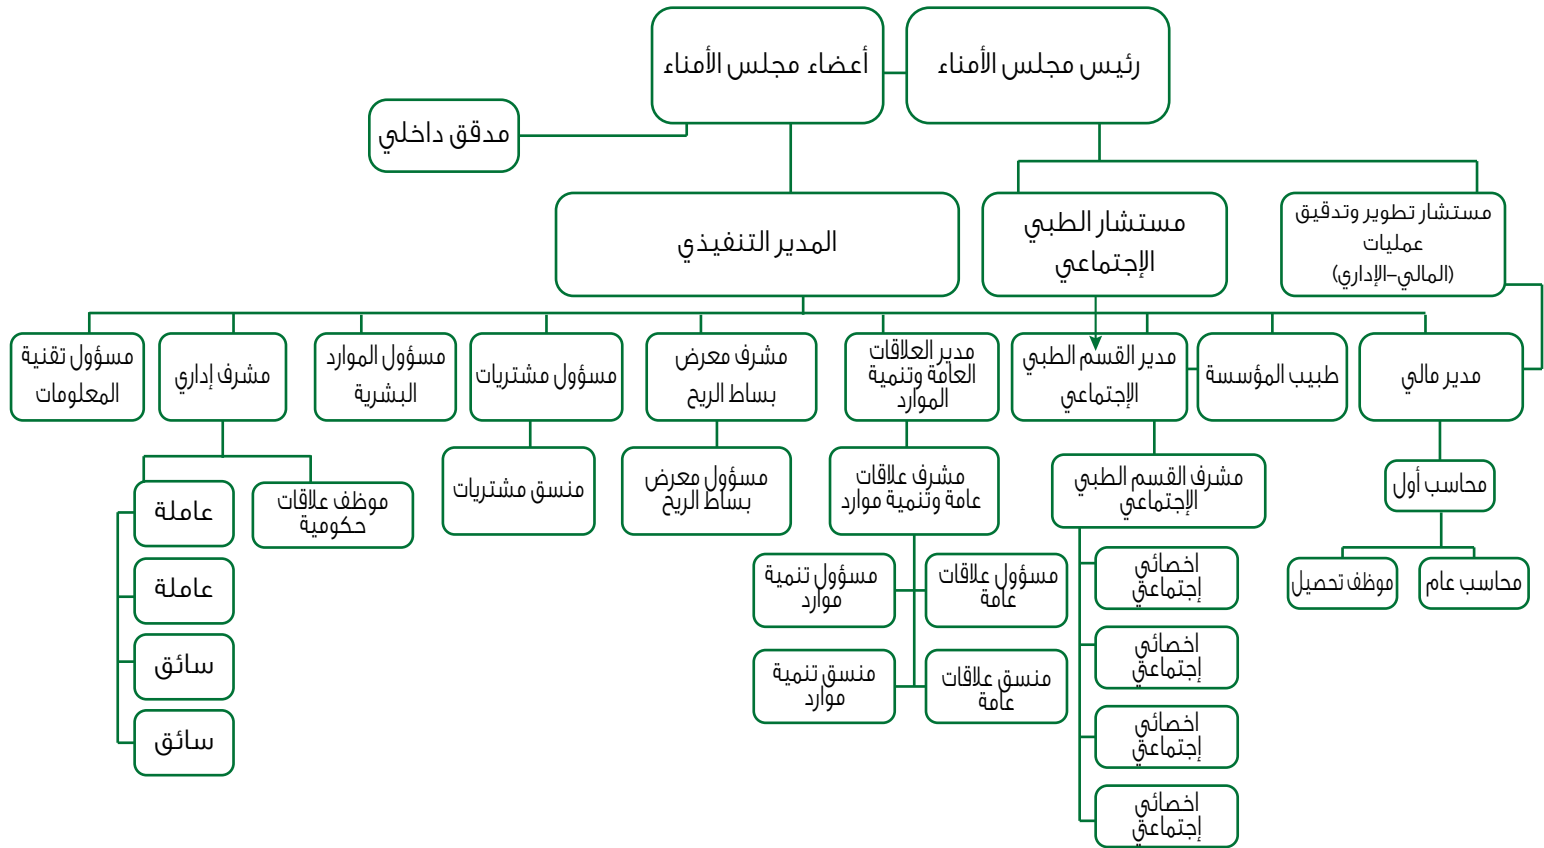 رئيس مجلس الأمناء
أعضاء مجلس الأمناء
مدقق داخلي
مستشار تطوير وتدقيق
عمليات
(المالي-الإداري)
مستشار الطبي
الإجتماعي
المدير التنفيذي
مدير مالي
طبيب المؤسسة
مدير القسم الطبي
الإجتماعي
مدير العلاقات
العامة وتنمية
الموارد
مشرف معرض
بساط الريح
مسؤول مشتريات
مسؤول الموارد
البشرية
مشرف إداري
مسؤول تقنية
المعلومات
محاسب أول
مشرف القسم الطبي
الإجتماعي
مشرف علاقات
عامة وتنمية موارد
مسؤول معرض
بساط الريح
منسق مشتريات
موظف علاقات
حكومية
عاملة
محاسب عام
موظف تحصيل
اخصائي
إجتماعي
مسؤول علاقات
عامة
مسؤول تنمية
موارد
عاملة
اخصائي
إجتماعي
منسق علاقات
عامة
منسق تنمية
موارد
سائق
اخصائي
إجتماعي
سائق
اخصائي
إجتماعي